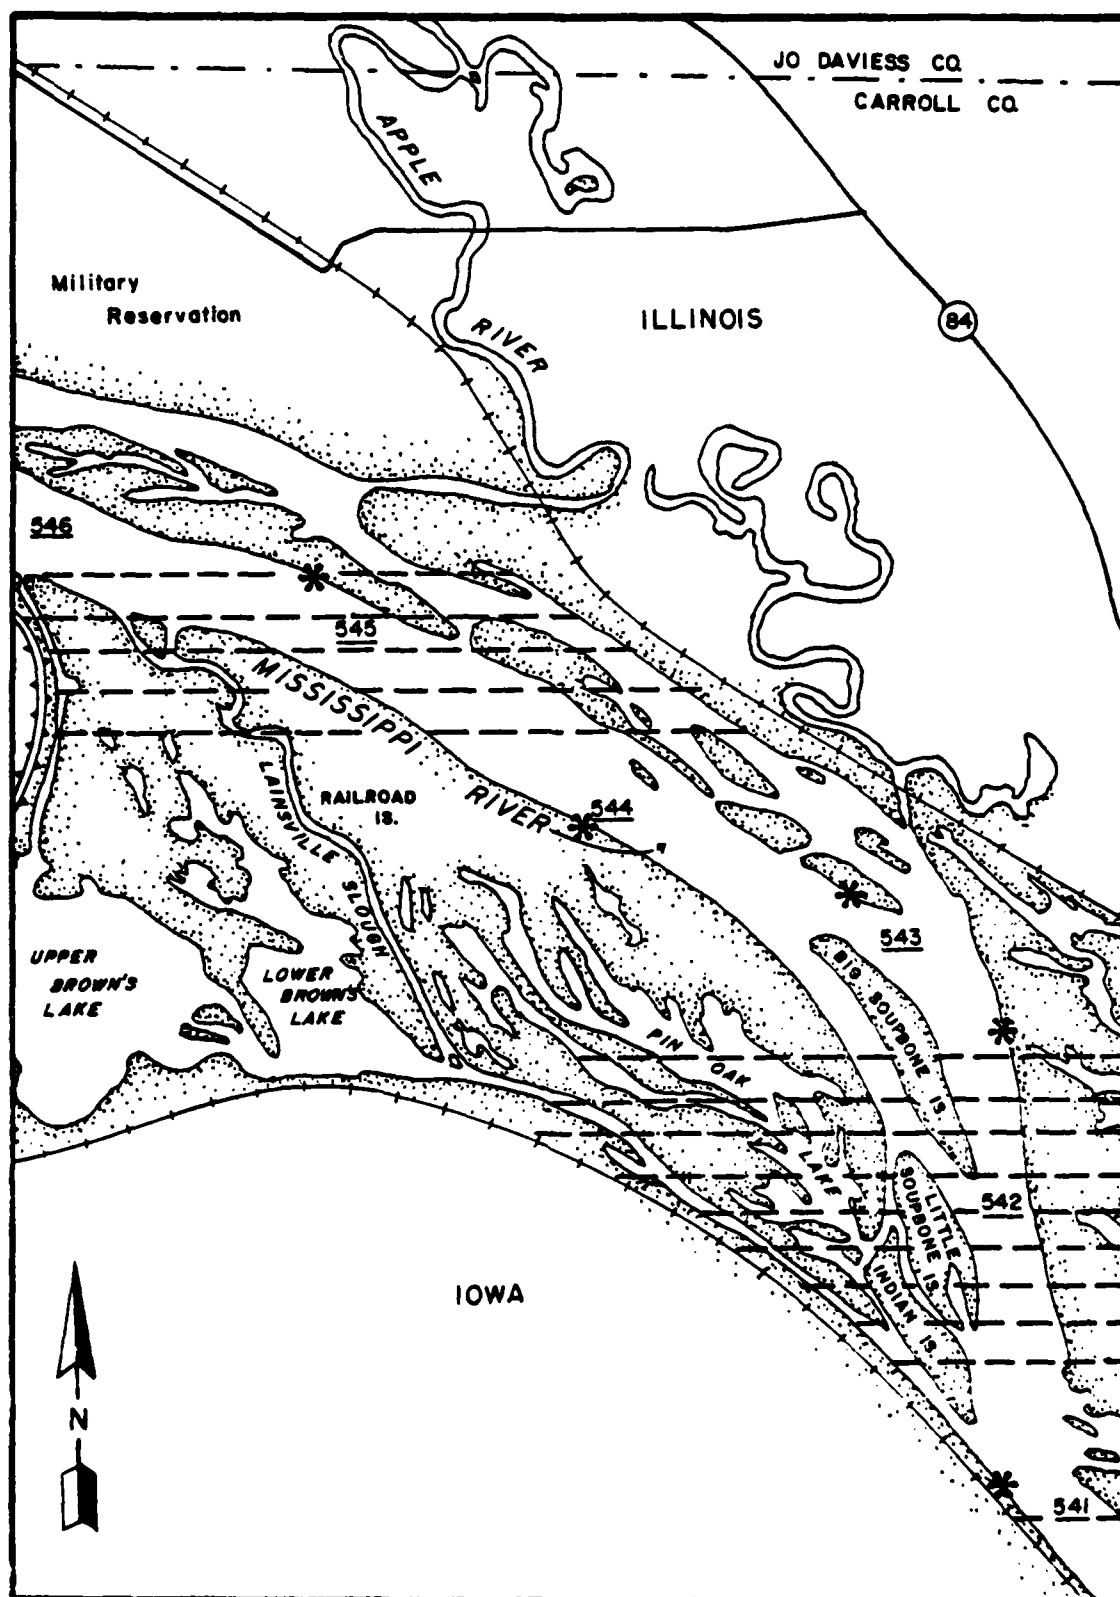 JO DAVIESS CO.
CARROLL CO.
APPLE
RIVER
84
Military
Reservation
ILLINOIS
546
545
MISSISSIPPI
RIVER
544
LAINSVILLE
SLOUGH
RAILROAD
IS.
543
UPPER
BROWN'S
LAKE
LOWER
BROWN'S
LAKE
BIG SOUPBONE IS.
PIN
OAK
LAKE
LITTLE
SOUPBONE IS.
542
INDIAN IS.
IOWA
N
541